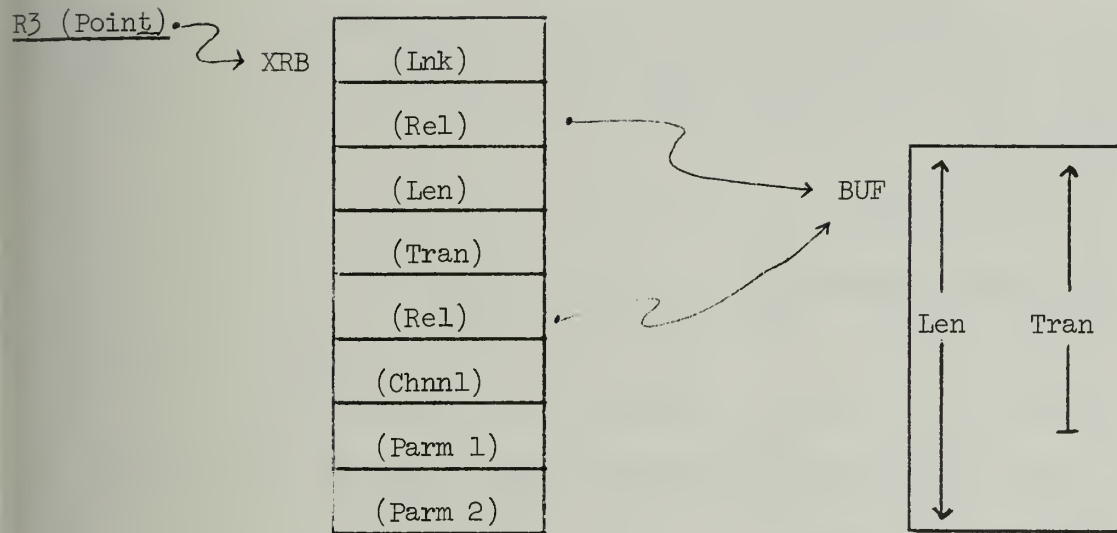 R3 (Point)
XRB
(Lnk)
(Rel)
(Len)
(Tran)
(Rel)
(Chnnl)
(Parm 1)
(Parm 2)
BUF
Len
Tran